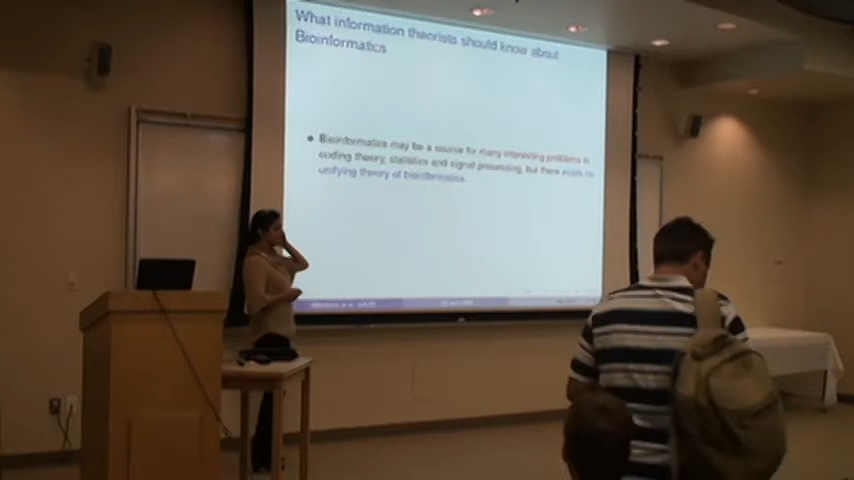 What information theorists should know about
Bioinformatics
Bioinformatics may be a source for many interesting problems in
coding theory, statistics and signal processing, but there exists no
unifying theory of bioinformatics.